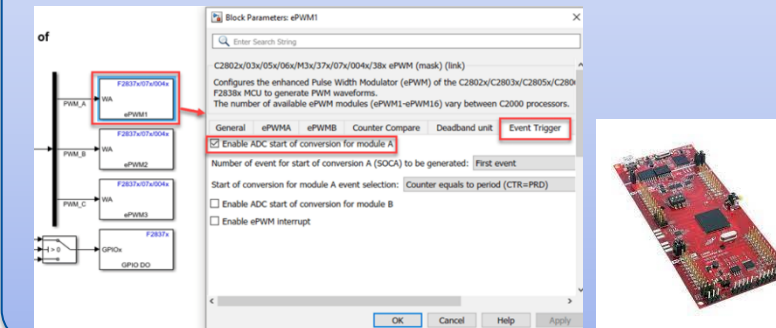 of
Block Parameters: ePWM1
Enter Search String
C2802x/03x/05x/06x/M3x/37x/07x/004x/38x ePWM (mask) (link)
Configures the enhanced Pulse Width Modulator (ePWM) of the C2802x/C2803x/C2805x/C280
F2838x MCU to generate PWM waveforms.
The number of available ePWM modules (ePWM1-ePWM16) vary between C2000 processors.
General ePWMA ePWMB Counter Compare Deadband unit Event Trigger
Enable ADC start of conversion for module A
Number of event for start of conversion A (SOCA) to be generated: First event
Start of conversion for module A event selection: Counter equals to period (CTR=PRD)
Enable ADC start of conversion for module B
Enable ePWM interrupt
OK Cancel Help Apply
F2837x/07x/004x
PWM_A
WA
ePWM1
F2837x/07x/004x
PWM_B
WA
ePWM2
F2837x/07x/004x
PWM_C
WA
ePWM3
F2837x
> 0
GPIOx
GPIO DO